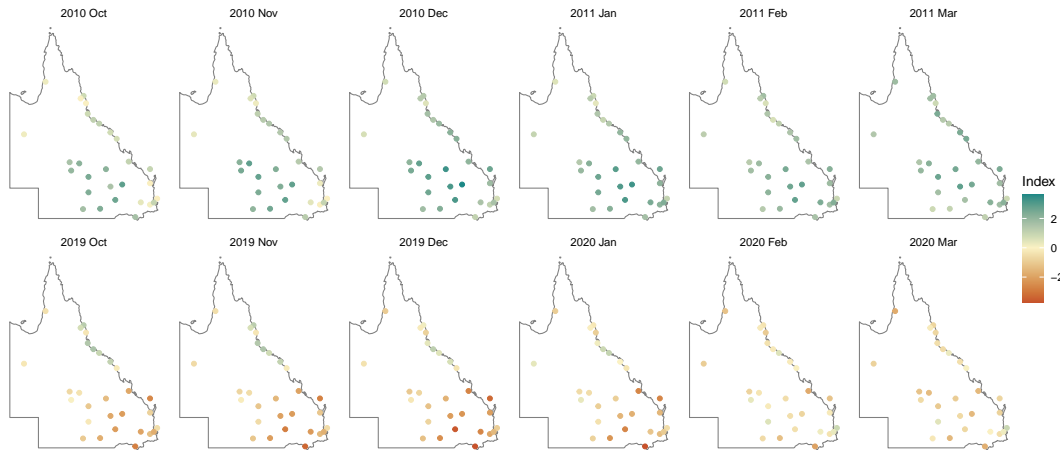 2010 Oct
2010 Nov
2010 Dec
2011 Jan
2011 Feb
2011 Mar
Index
2
0
−2
2019 Oct
2019 Nov
2019 Dec
2020 Jan
2020 Feb
2020 Mar